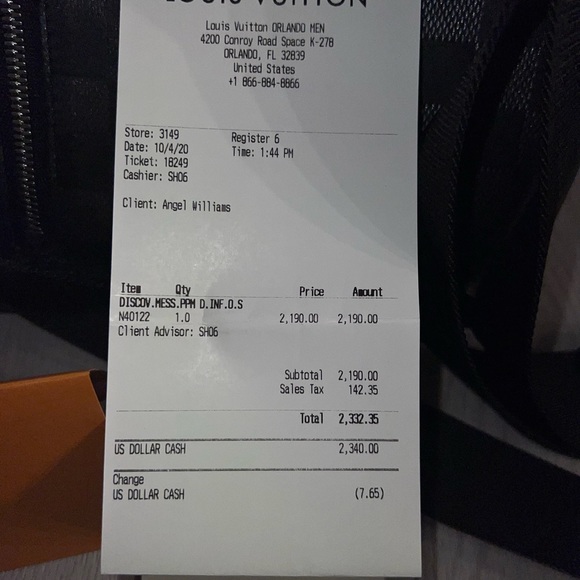 LOUIS VUITTON
Louis Vuitton ORLANDO MEN
4200 Conroy Road Space K-278
ORLANDO, FL 32839
United States
+1 866-884-8866
Store: 3149 Register 6
Date: 10/4/20 Time: 1:44 PM
Ticket: 18249
Cashier: SH06
Client: Angel Williams
Item Qty Price Amount
DISCOV.MESS.PPM D.INF.O.S
N40122 1.0 2,190.00 2,190.00
Client Advisor: SH06
Subtotal 2,190.00
Sales Tax 142.35
Total 2,332.35
US DOLLAR CASH 2,340.00
Change
US DOLLAR CASH (7.65)